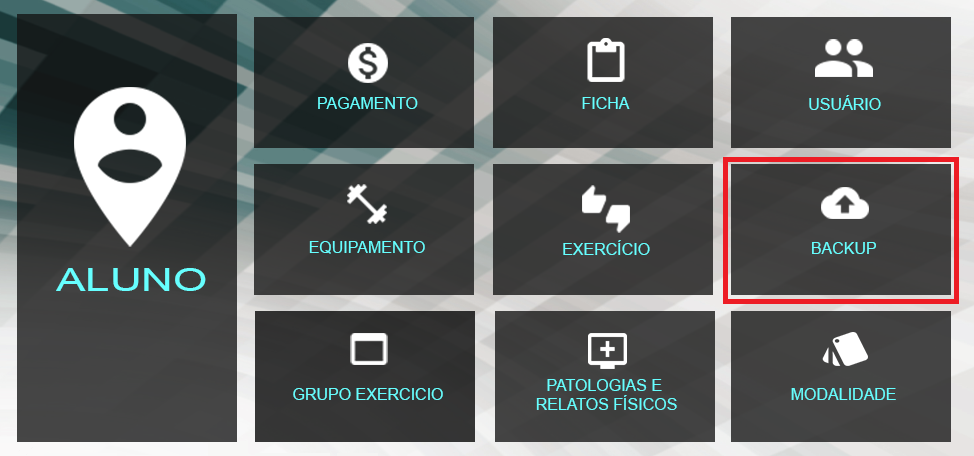 ALUNO
PAGAMENTO
FICHA
USUÁRIO
EQUIPAMENTO
EXERCÍCIO
BACKUP
GRUPO EXERCICIO
PATOLOGIAS E
RELATOS FÍSICOS
MODALIDADE